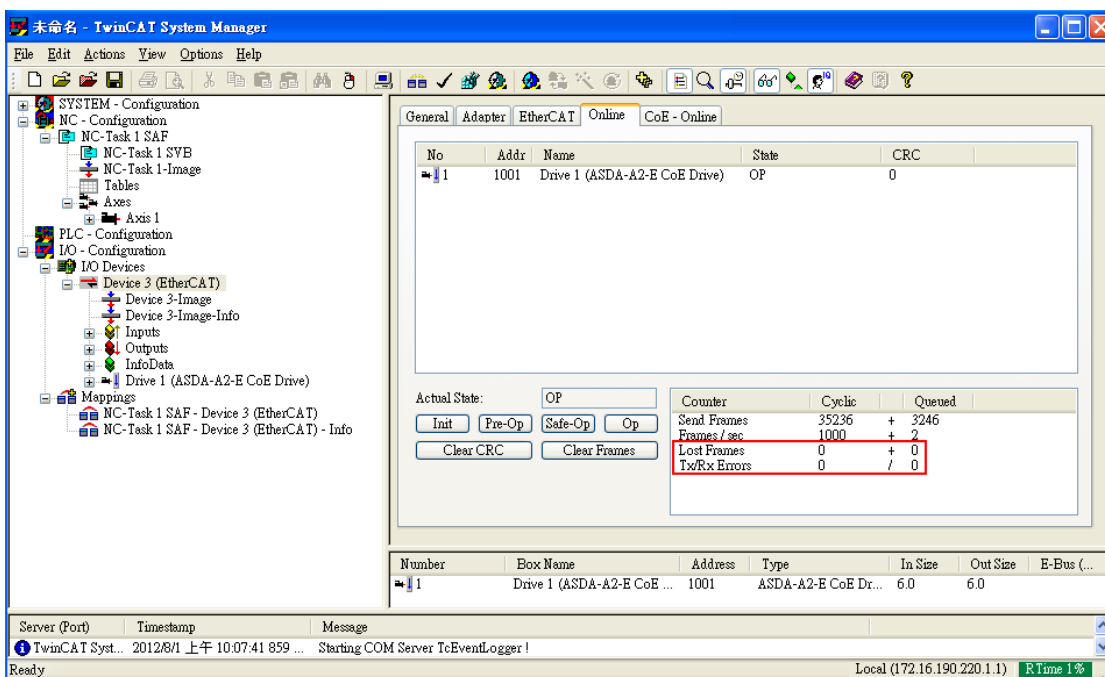 未命名 - TwinCAT System Manager
File Edit Actions View Options Help
SYSTEM - Configuration
NC - Configuration
NC-Task 1 SAF
NC-Task 1 SVB
NC-Task 1-Image
Tables
Axes
Axis 1
PLC - Configuration
I/O - Configuration
I/O Devices
Device 3 (EtherCAT)
Device 3-Image
Device 3-Image-Info
Inputs
Outputs
InfoData
Drive 1 (ASDA-A2-E CoE Drive)
Mappings
NC-Task 1 SAF - Device 3 (EtherCAT)
NC-Task 1 SAF - Device 3 (EtherCAT) - Info
General Adapter EtherCAT Online CoE - Online
No Addr Name State CRC
1 1001 Drive 1 (ASDA-A2-E CoE Drive) OP 0
Actual State: OP
Init Pre-Op Safe-Op Op
Clear CRC Clear Frames
Counter Cyclic Queued
Send Frames 35236 + 3246
Frames / sec 1000 + 2
Lost Frames 0 + 0
Tx/Rx Errors 0 / 0
Number Box Name Address Type In Size Out Size E-Bus (...
1 Drive 1 (ASDA-A2-E CoE ... 1001 ASDA-A2-E CoE Dr... 6.0 6.0
Server (Port) Timestamp Message
TwinCAT Syst... 2012/8/1 上午 10:07:41 859 ... Starting COM Server TcEventLogger !
Ready Local (172.16.190.220.1.1) RTime 1%